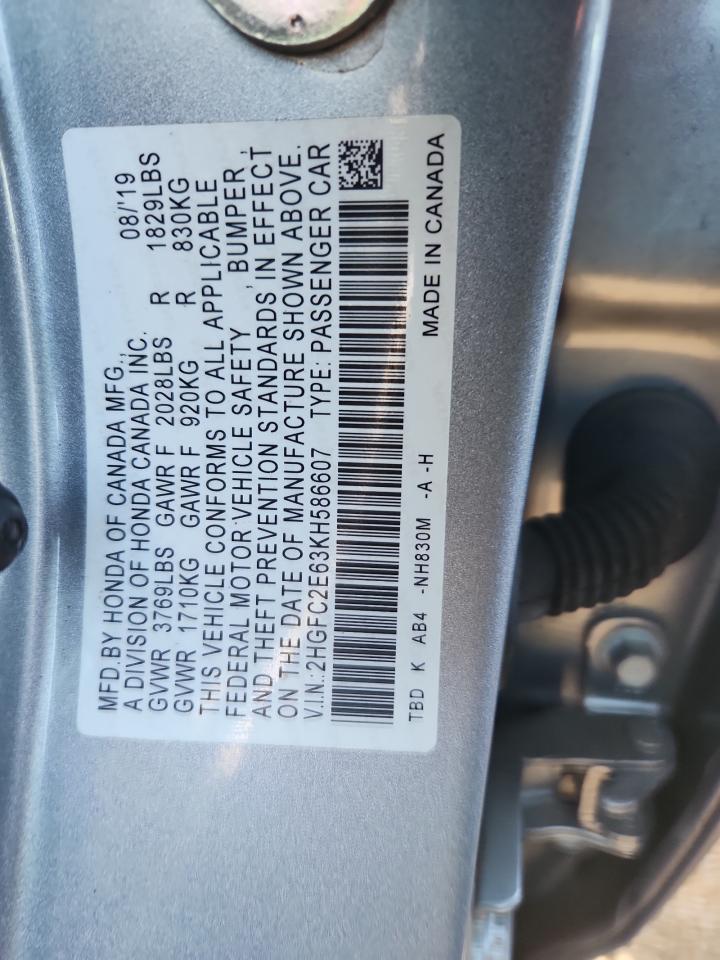 MFD.BY HONDA OF CANADA MFG., 08/'19
A DIVISION OF HONDA CANADA INC.
GVWR 3769LBS GAWR F 2028LBS R 1829LBS
GVWR 1710KG GAWR F 920KG R 830KG
THIS VEHICLE CONFORMS TO ALL APPLICABLE
FEDERAL MOTOR VEHICLE SAFETY , BUMPER ,
AND THEFT PREVENTION STANDARDS IN EFFECT
ON THE DATE OF MANUFACTURE SHOWN ABOVE.
V.I.N.:2HGFC2E63KH586607 TYPE: PASSENGER CAR
TBD K AB4 -NH830M -A -H MADE IN CANADA